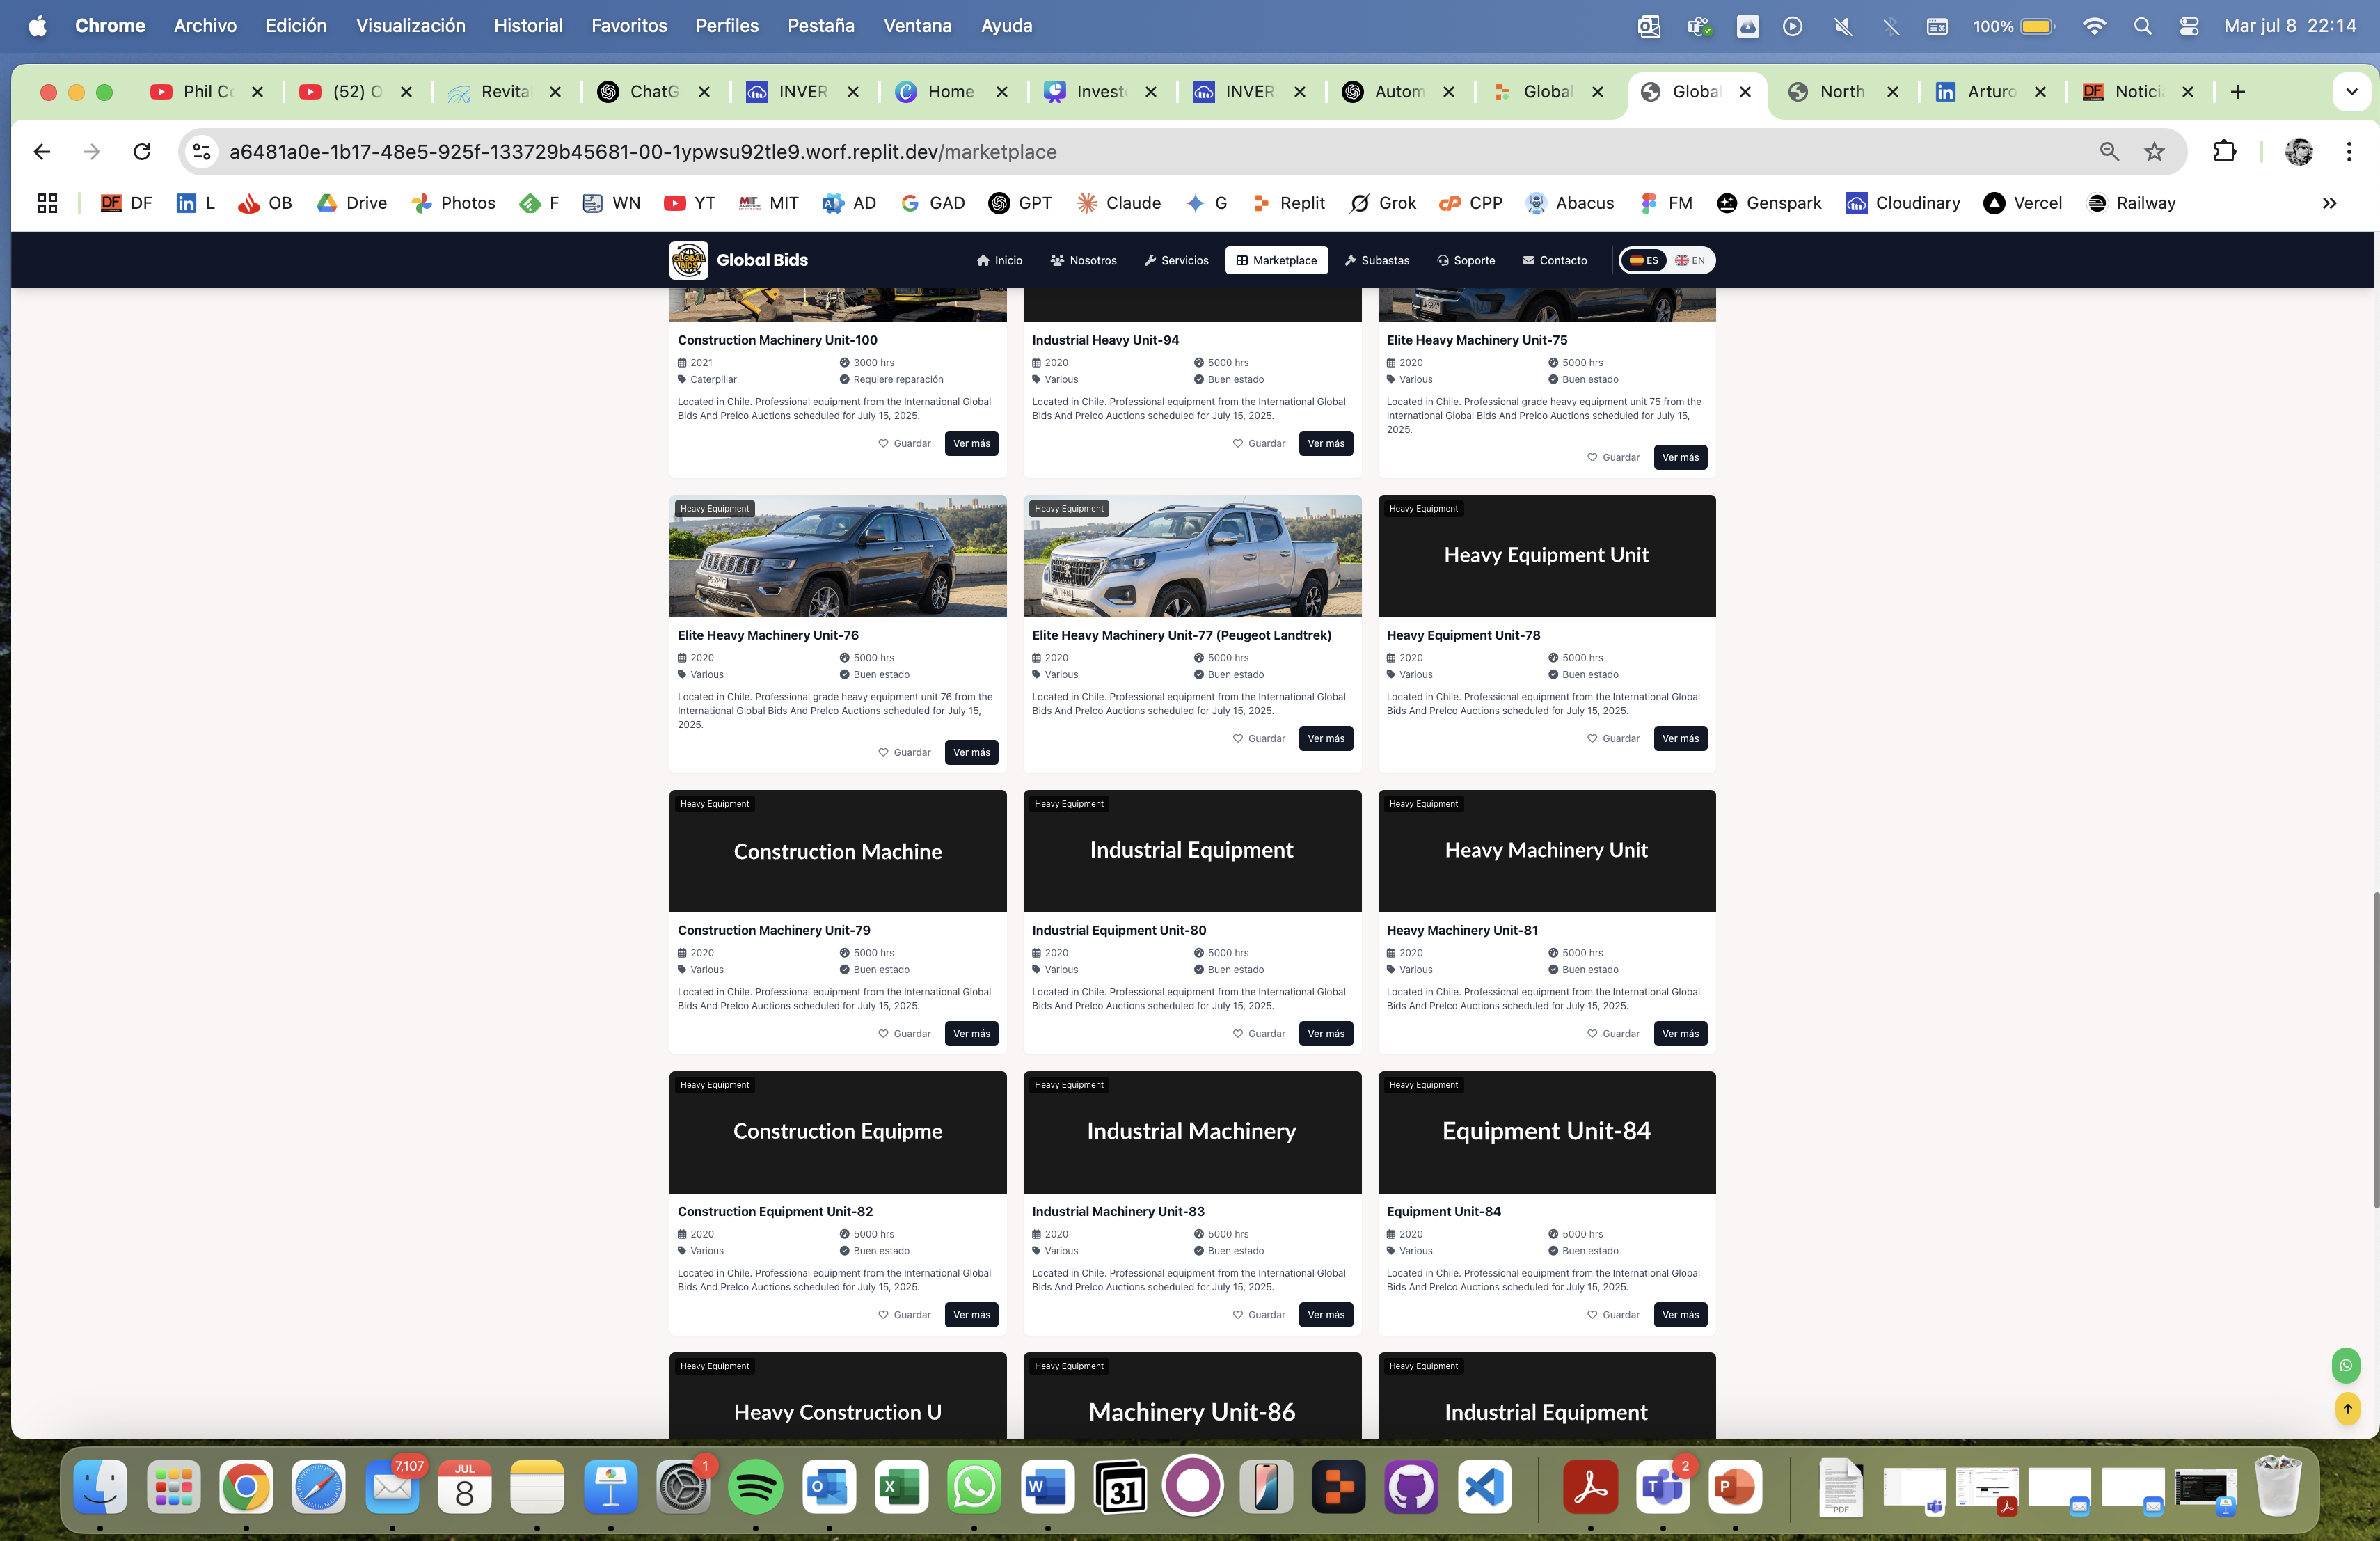 Chrome Archivo Edición Visualización Historial Favoritos Perfiles Pestaña Ventana Ayuda 100% Mar jul 8 22:14
Phil Co (52) O Revita ChatG INVER Home Invest INVER Autom Global Global North Arturo DF Notici
a6481a0e-1b17-48e5-925f-133729b45681-00-1ypwsu92tle9.worf.replit.dev/marketplace
DF DF L OB Drive Photos F WN YT MIT AD GAD GPT Claude G Replit Grok CPP Abacus FM Genspark Cloudinary Vercel Railway
GLOBAL BIDS Global Bids Inicio Nosotros Servicios Marketplace Subastas Soporte Contacto ES EN
Construction Machinery Unit-100 Industrial Heavy Unit-94 Elite Heavy Machinery Unit-75
2021 3000 hrs 2020 5000 hrs 2020 5000 hrs
Caterpillar Requiere reparación Various Buen estado Various Buen estado
Located in Chile. Professional equipment from the International Global Located in Chile. Professional equipment from the International Global Located in Chile. Professional grade heavy equipment unit 75 from the
Bids And Prelco Auctions scheduled for July 15, 2025. Bids And Prelco Auctions scheduled for July 15, 2025. International Global Bids And Prelco Auctions scheduled for July 15,
2025.
Guardar Ver más Guardar Ver más Guardar Ver más
Heavy Equipment Heavy Equipment Heavy Equipment
Heavy Equipment Unit
Elite Heavy Machinery Unit-76 Elite Heavy Machinery Unit-77 (Peugeot Landtrek) Heavy Equipment Unit-78
2020 5000 hrs 2020 5000 hrs 2020 5000 hrs
Various Buen estado Various Buen estado Various Buen estado
Located in Chile. Professional grade heavy equipment unit 76 from the Located in Chile. Professional equipment from the International Global Located in Chile. Professional equipment from the International Global
International Global Bids And Prelco Auctions scheduled for July 15, Bids And Prelco Auctions scheduled for July 15, 2025. Bids And Prelco Auctions scheduled for July 15, 2025.
2025.
Guardar Ver más Guardar Ver más Guardar Ver más
Heavy Equipment Heavy Equipment Heavy Equipment
Construction Machine Industrial Equipment Heavy Machinery Unit
Construction Machinery Unit-79 Industrial Equipment Unit-80 Heavy Machinery Unit-81
2020 5000 hrs 2020 5000 hrs 2020 5000 hrs
Various Buen estado Various Buen estado Various Buen estado
Located in Chile. Professional equipment from the International Global Located in Chile. Professional equipment from the International Global Located in Chile. Professional equipment from the International Global
Bids And Prelco Auctions scheduled for July 15, 2025. Bids And Prelco Auctions scheduled for July 15, 2025. Bids And Prelco Auctions scheduled for July 15, 2025.
Guardar Ver más Guardar Ver más Guardar Ver más
Heavy Equipment Heavy Equipment Heavy Equipment
Construction Equipme Industrial Machinery Equipment Unit-84
Construction Equipment Unit-82 Industrial Machinery Unit-83 Equipment Unit-84
2020 5000 hrs 2020 5000 hrs 2020 5000 hrs
Various Buen estado Various Buen estado Various Buen estado
Located in Chile. Professional equipment from the International Global Located in Chile. Professional equipment from the International Global Located in Chile. Professional equipment from the International Global
Bids And Prelco Auctions scheduled for July 15, 2025. Bids And Prelco Auctions scheduled for July 15, 2025. Bids And Prelco Auctions scheduled for July 15, 2025.
Guardar Ver más Guardar Ver más Guardar Ver más
Heavy Equipment Heavy Equipment Heavy Equipment
Heavy Construction U Machinery Unit-86 Industrial Equipment
7,107 JUL 8 1 31 2 PDF